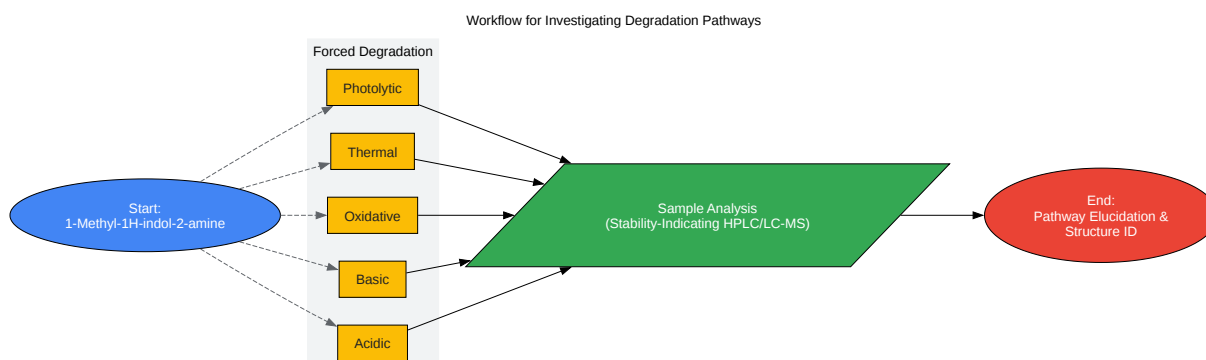 Workflow for Investigating Degradation Pathways
Forced Degradation
Photolytic
Thermal
Oxidative
Basic
Acidic
Start:
1-Methyl-1H-indol-2-amine
Sample Analysis
(Stability-Indicating HPLC/LC-MS)
End:
Pathway Elucidation &
Structure ID